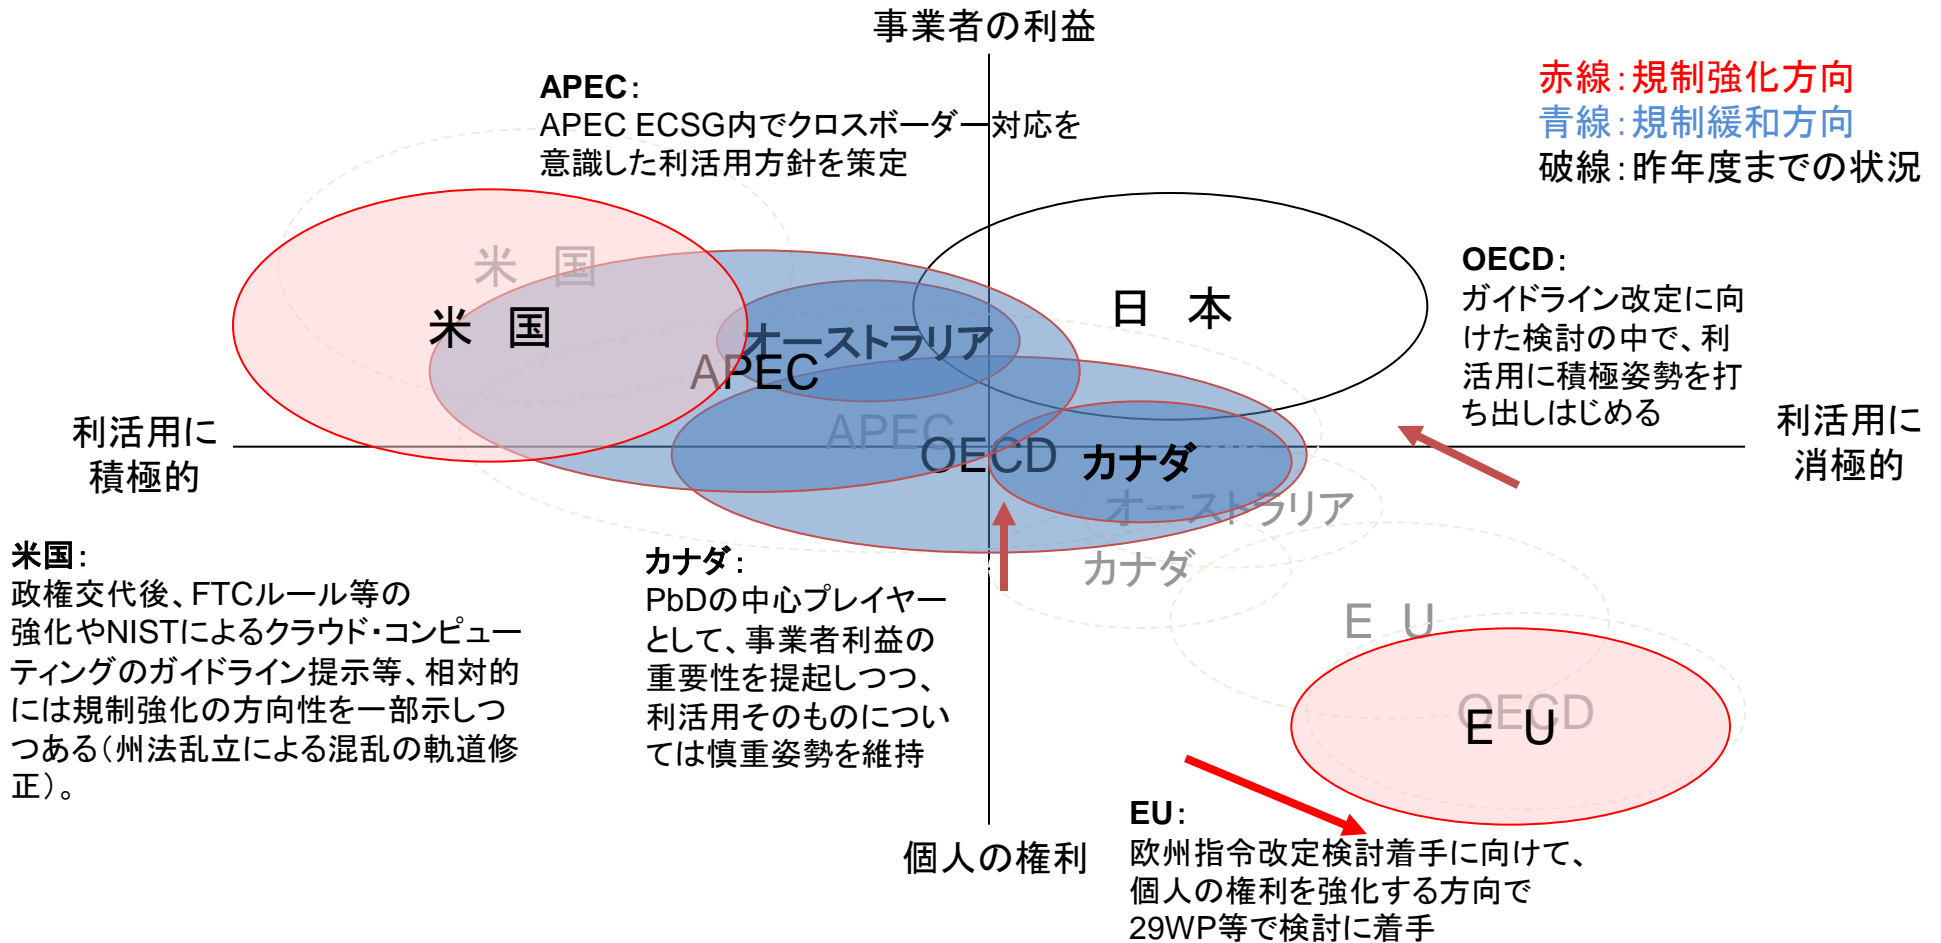 事業者の利益
APEC：
APEC ECSG内でクロスボーダー対応を
意識した利活用方針を策定
赤線：規制強化方向
青線：規制緩和方向
破線：昨年度までの状況
米　国
米　国
オーストラリア
APEC
APEC
OECD
日　本
カナダ
オーストラリア
カナダ
OECD：
ガイドライン改定に向
けた検討の中で、利
活用に積極姿勢を打
ち出しはじめる
利活用に
積極的
利活用に
消極的
米国：
政権交代後、FTCルール等の
強化やNISTによるクラウド・コンピュー
ティングのガイドライン提示等、相対的
には規制強化の方向性を一部示しつ
つある（州法乱立による混乱の軌道修
正）。
カナダ：
PbDの中心プレイヤー
として、事業者利益の
重要性を提起しつつ、
利活用そのものについ
ては慎重姿勢を維持
E　U
OECD
E　U
個人の権利
EU：
欧州指令改定検討着手に向けて、
個人の権利を強化する方向で
29WP等で検討に着手